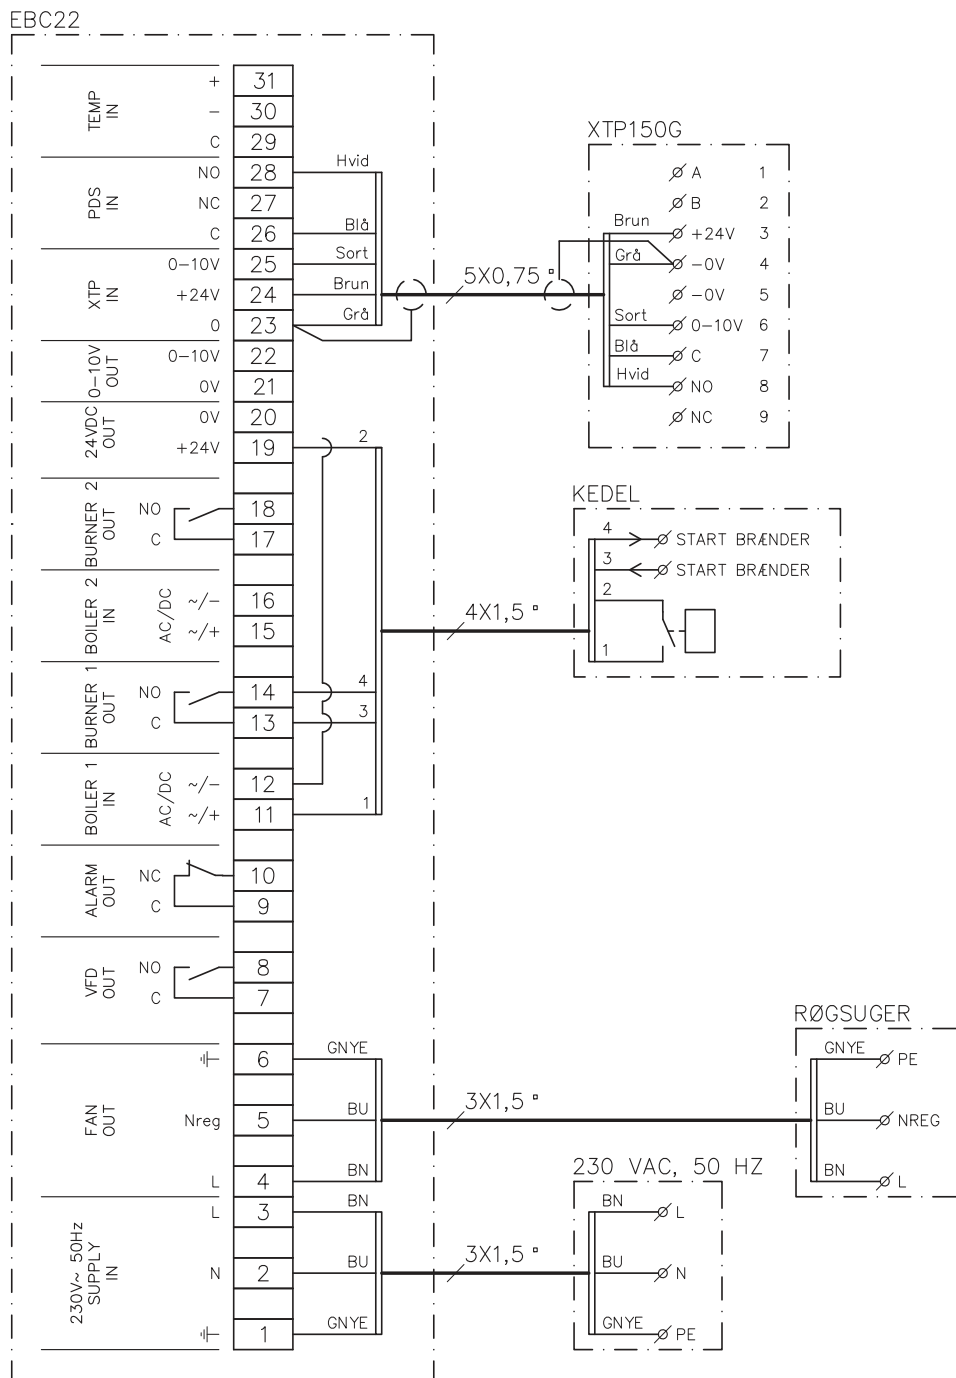 EBC22
TEMP IN
+ 31
− 30
C 29
PDS IN
NO 28 Hvid
NC 27
C 26 Blå
XTP IN
0−10V 25 Sort
+24V 24 Brun
0 23 Grå
5X0,75 ▫
0−10V OUT
0−10V 22
0V 21
24VDC OUT
0V 20
+24V 19 2
BURNER 2 OUT
NO 18
C 17
BOILER 2 IN
AC/DC
~/− 16
~/+ 15
BURNER 1 OUT
NO 14 4
C 13 3
BOILER 1 IN
AC/DC
~/− 12
~/+ 11 1
4X1,5 ▫
ALARM OUT
NC 10
C 9
VFD OUT
NO 8
C 7
FAN OUT
6 GNYE
Nreg 5 BU
L 4 BN
3X1,5 ▫
230V~ 50Hz
SUPPLY
IN
L 3 BN
N 2 BU
1 GNYE
3X1,5 ▫
XTP150G
A 1
B 2
Brun +24V 3
Grå −0V 4
−0V 5
Sort 0−10V 6
Blå C 7
Hvid NO 8
NC 9
KEDEL
4 START BRÆNDER
3 START BRÆNDER
2
1
RØGSUGER
GNYE PE
BU NREG
BN L
230 VAC, 50 HZ
BN L
BU N
GNYE PE